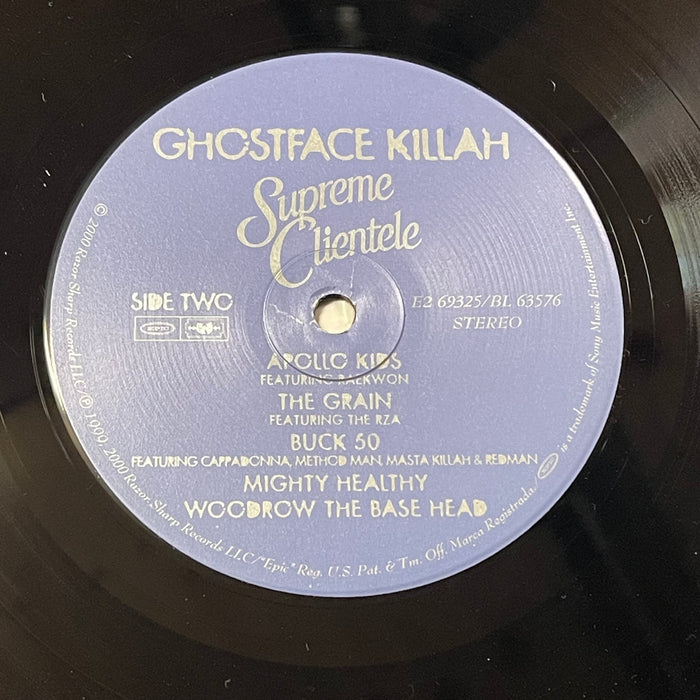 GHOSTFACE KILLAH
Supreme
Clientele
SIDE TWO
E2 69325/BL 63576
STEREO
epic
APOLLO KIDS
FEATURING RAEKWON
THE GRAIN
FEATURING THE RZA
BUCK 50
FEATURING CAPPADONNA, METHOD MAN, MASTA KILLAH & REDMAN
MIGHTY HEALTHY
WOODROW THE BASE HEAD
© 2000 Razor Sharp Records LLC ℗ 1999, 2000 Razor Sharp Records LLC/"Epic" Reg. U.S. Pat. & Tm. Off. Marca Registrada./epic is a trademark of Sony Music Entertainment Inc.